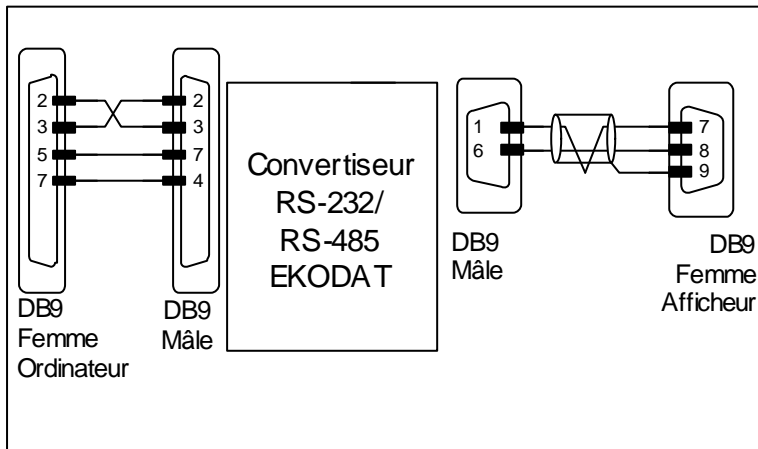 2 2
3 3
5 7
7 4
DB9
Femme
Ordinateur
DB9
Mâle
Convertiseur
RS-232/
RS-485
EKODAT
1 7
6 8
9
DB9
Mâle
DB9
Femme
Afficheur